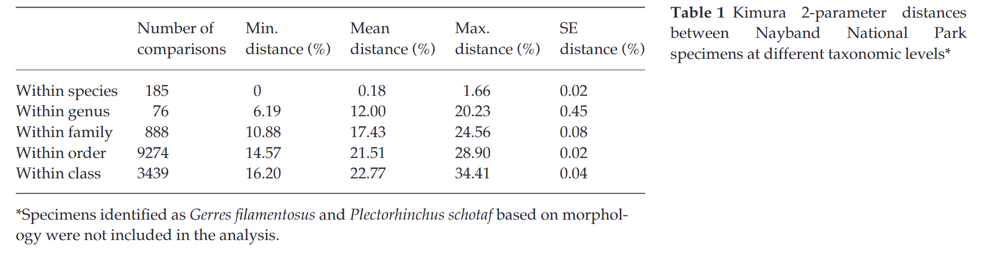 Number of comparisons Min. distance (%) Mean distance (%) Max. distance (%) SE distance (%)
Within species 185 0 0.18 1.66 0.02
Within genus 76 6.19 12.00 20.23 0.45
Within family 888 10.88 17.43 24.56 0.08
Within order 9274 14.57 21.51 28.90 0.02
Within class 3439 16.20 22.77 34.41 0.04
*Specimens identified as Gerres filamentosus and Plectorhinchus schotaf based on morphol-
ogy were not included in the analysis.
Table 1 Kimura 2-parameter distances
between Nayband National Park
specimens at different taxonomic levels*